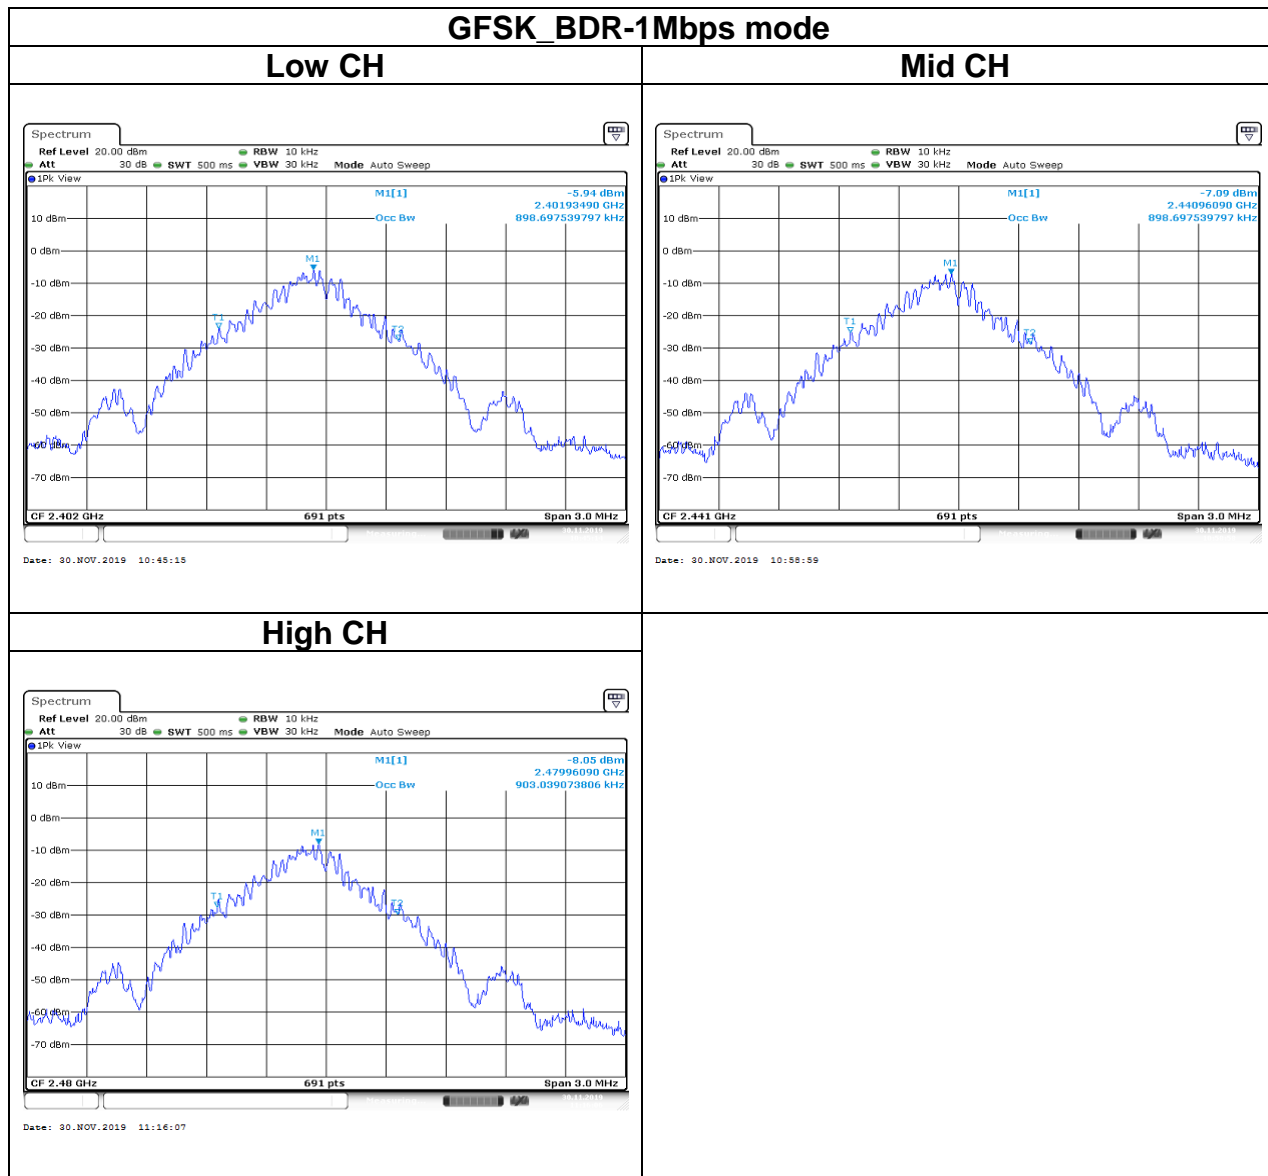 GFSK_BDR-1Mbps mode
Low CH
Mid CH
Spectrum
Ref Level 20.00 dBm RBW 10 kHz
Att 30 dB SWT 500 ms VBW 30 kHz Mode Auto Sweep
1Pk View
M1[1] -5.94 dBm
2.40193490 GHz
Occ Bw 898.697539797 kHz
10 dBm
0 dBm
M1
-10 dBm
T1
-20 dBm
T2
-30 dBm
-40 dBm
-50 dBm
-60 dBm
-70 dBm
CF 2.402 GHz 691 pts Span 3.0 MHz
Measuring 30.11.2019
Date: 30.NOV.2019 10:45:15
Spectrum
Ref Level 20.00 dBm RBW 10 kHz
Att 30 dB SWT 500 ms VBW 30 kHz Mode Auto Sweep
1Pk View
M1[1] -7.09 dBm
2.44096090 GHz
Occ Bw 898.697539797 kHz
10 dBm
0 dBm
M1
-10 dBm
-20 dBm
T1
T2
-30 dBm
-40 dBm
-50 dBm
-60 dBm
-70 dBm
CF 2.441 GHz 691 pts Span 3.0 MHz
Measuring 30.11.2019
Date: 30.NOV.2019 10:58:59
High CH
Spectrum
Ref Level 20.00 dBm RBW 10 kHz
Att 30 dB SWT 500 ms VBW 30 kHz Mode Auto Sweep
1Pk View
M1[1] -8.05 dBm
2.47996090 GHz
Occ Bw 903.039073806 kHz
10 dBm
0 dBm
M1
-10 dBm
-20 dBm
T1
T2
-30 dBm
-40 dBm
-50 dBm
-60 dBm
-70 dBm
CF 2.48 GHz 691 pts Span 3.0 MHz
Measuring 30.11.2019
Date: 30.NOV.2019 11:16:07